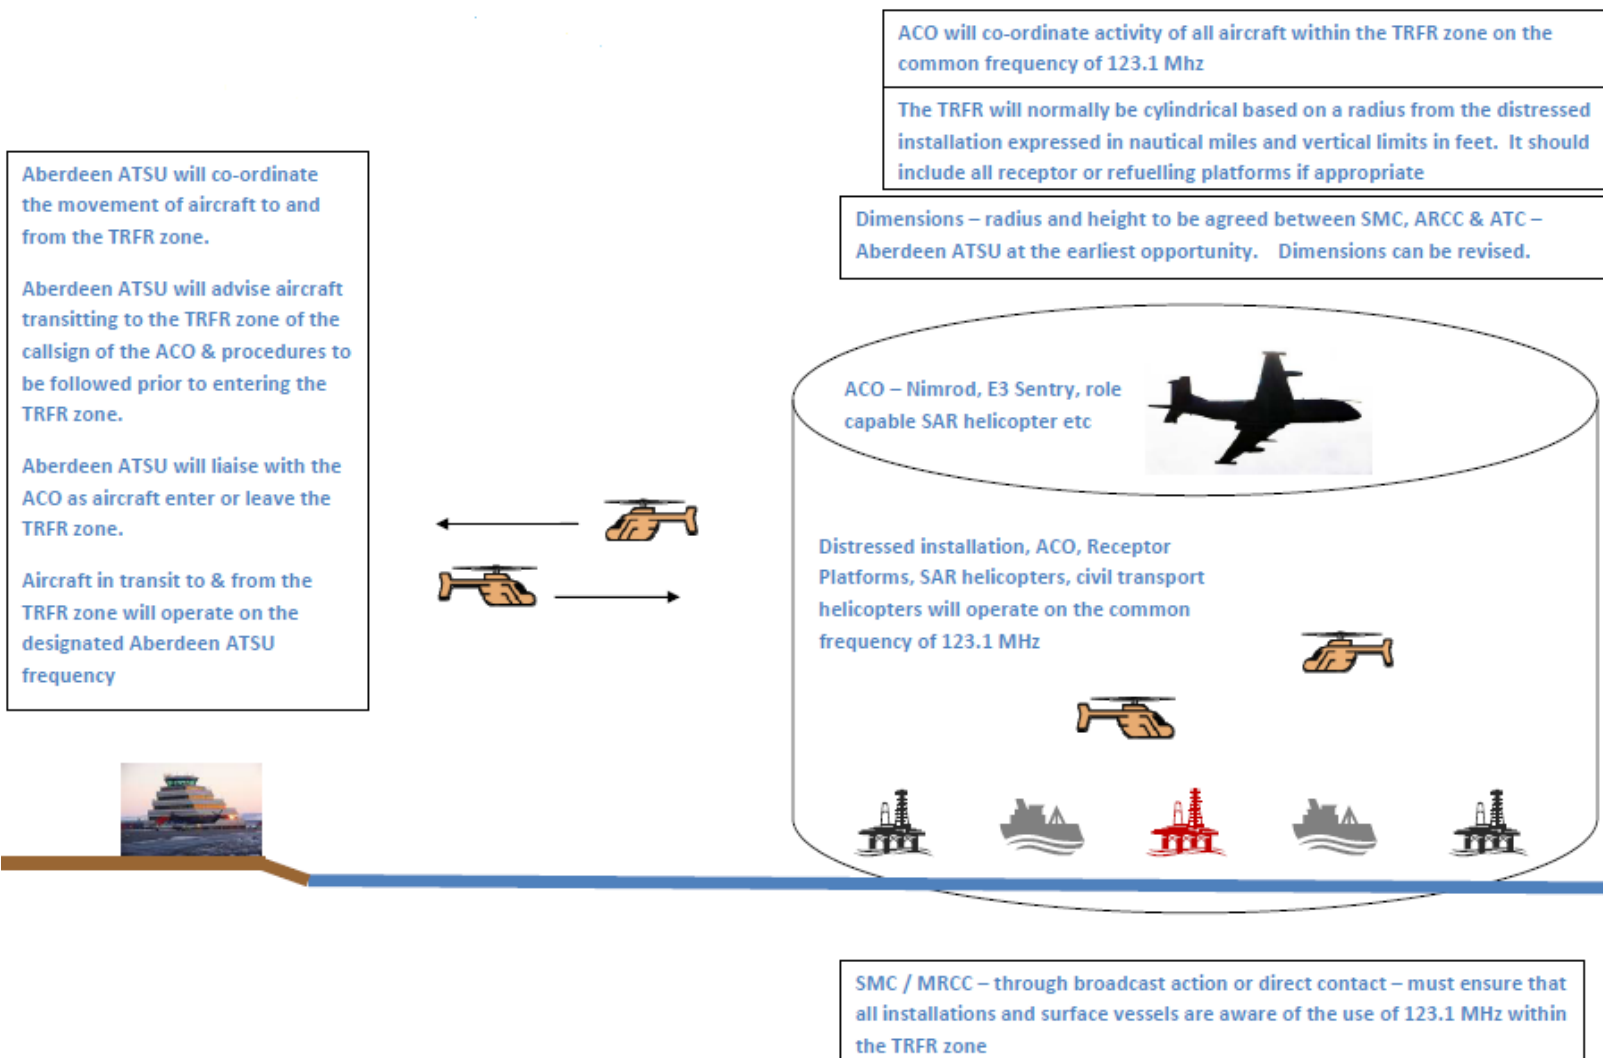 ACO will co-ordinate activity of all aircraft within the TRFR zone on the
common frequency of 123.1 Mhz
The TRFR will normally be cylindrical based on a radius from the distressed
installation expressed in nautical miles and vertical limits in feet. It should
include all receptor or refuelling platforms if appropriate
Dimensions – radius and height to be agreed between SMC, ARCC & ATC –
Aberdeen ATSU at the earliest opportunity. Dimensions can be revised.
Aberdeen ATSU will co-ordinate
the movement of aircraft to and
from the TRFR zone.
Aberdeen ATSU will advise aircraft
transitting to the TRFR zone of the
callsign of the ACO & procedures to
be followed prior to entering the
TRFR zone.
Aberdeen ATSU will liaise with the
ACO as aircraft enter or leave the
TRFR zone.
Aircraft in transit to & from the
TRFR zone will operate on the
designated Aberdeen ATSU
frequency
ACO – Nimrod, E3 Sentry, role
capable SAR helicopter etc
Distressed installation, ACO, Receptor
Platforms, SAR helicopters, civil transport
helicopters will operate on the common
frequency of 123.1 MHz
SMC / MRCC – through broadcast action or direct contact – must ensure that
all installations and surface vessels are aware of the use of 123.1 MHz within
the TRFR zone